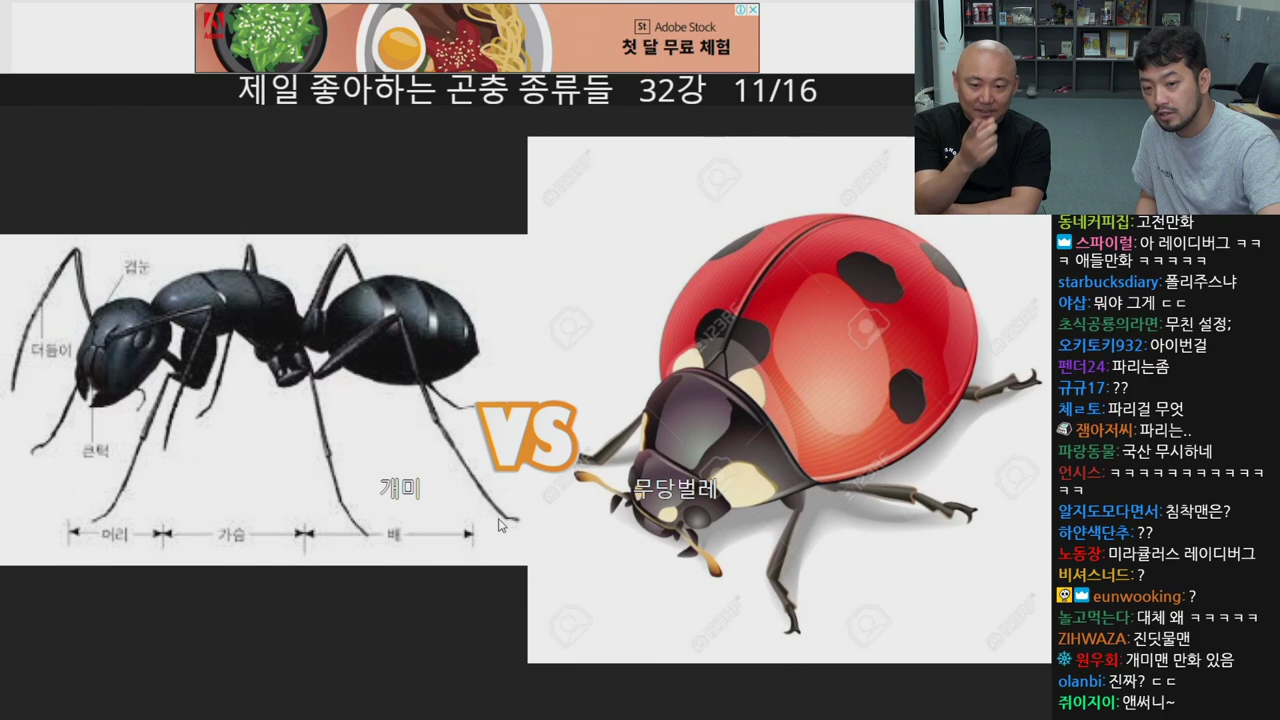 St Adobe Stock
첫 달 무료 체험
제일 좋아하는 곤충 종류들 32강 11/16
겹눈
더듬이
큰턱
머리 가슴 배
개미
VS
무당벌레
동네커피집: 고전만화
스파이럴: 아 레이디버그 ㅋㅋ
ㅋ 애들만화 ㅋㅋㅋㅋㅋ
starbucksdiary: 폴리주스냐
야삽: 뭐야 그게 ㄷㄷ
초식공룡의라면: 무친 설정;
오키토키932: 아이번걸
펜더24: 파리는좀
규규17: ??
체ㄹ토: 파리걸 무엇
잼아저씨: 파리는..
파랑동물: 국산 무시하네
언시스: ㅋㅋㅋㅋㅋㅋㅋㅋㅋㅋㅋ
ㅋㅋ
알지도모다면서: 침착맨은?
하얀색단추: ??
노동장: 미라큘러스 레이디버그
비셔스너드: ?
eunwooking: ?
놀고먹는다: 대체 왜 ㅋㅋㅋㅋㅋ
ZIHWAZA: 진딧물맨
원우회: 개미맨 만화 있음
olanbi: 진짜? ㄷㄷ
쥐이지이: 앤써니~